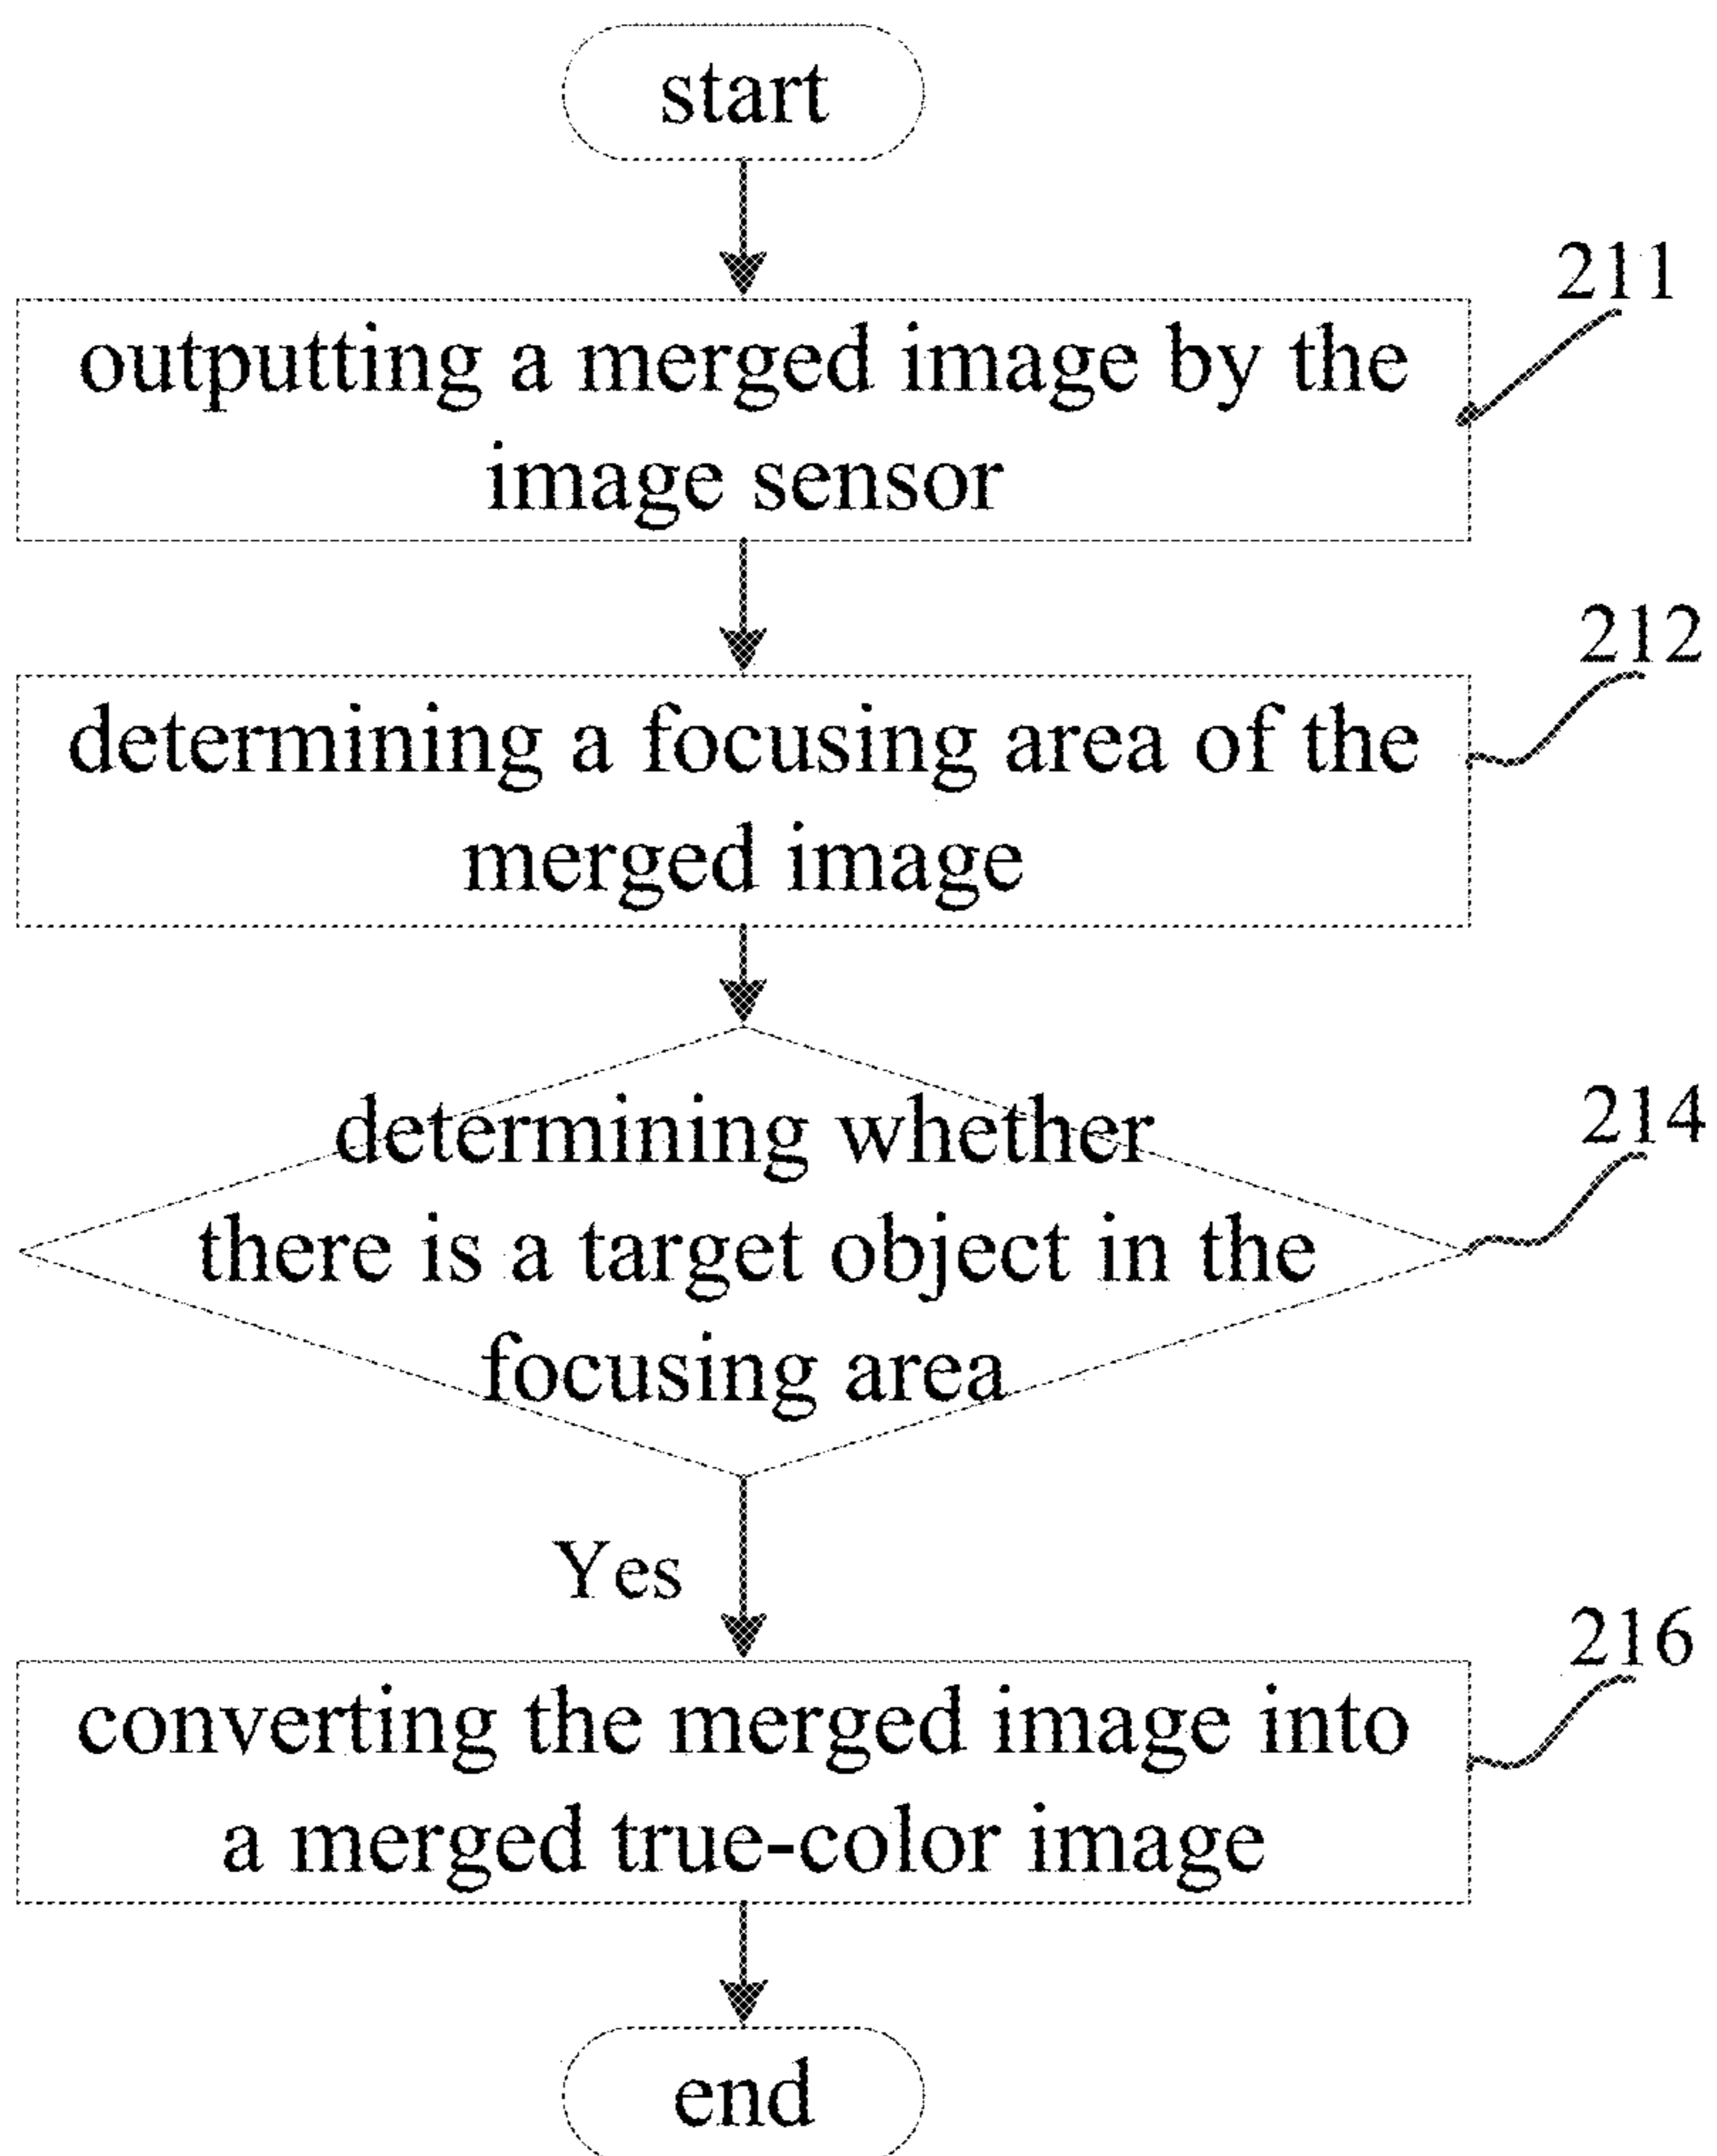 start
211
outputting a merged image by the
image sensor
212
determining a focusing area of the
merged image
214
determining whether
there is a target object in the
focusing area
Yes
216
converting the merged image into
a merged true-color image
end